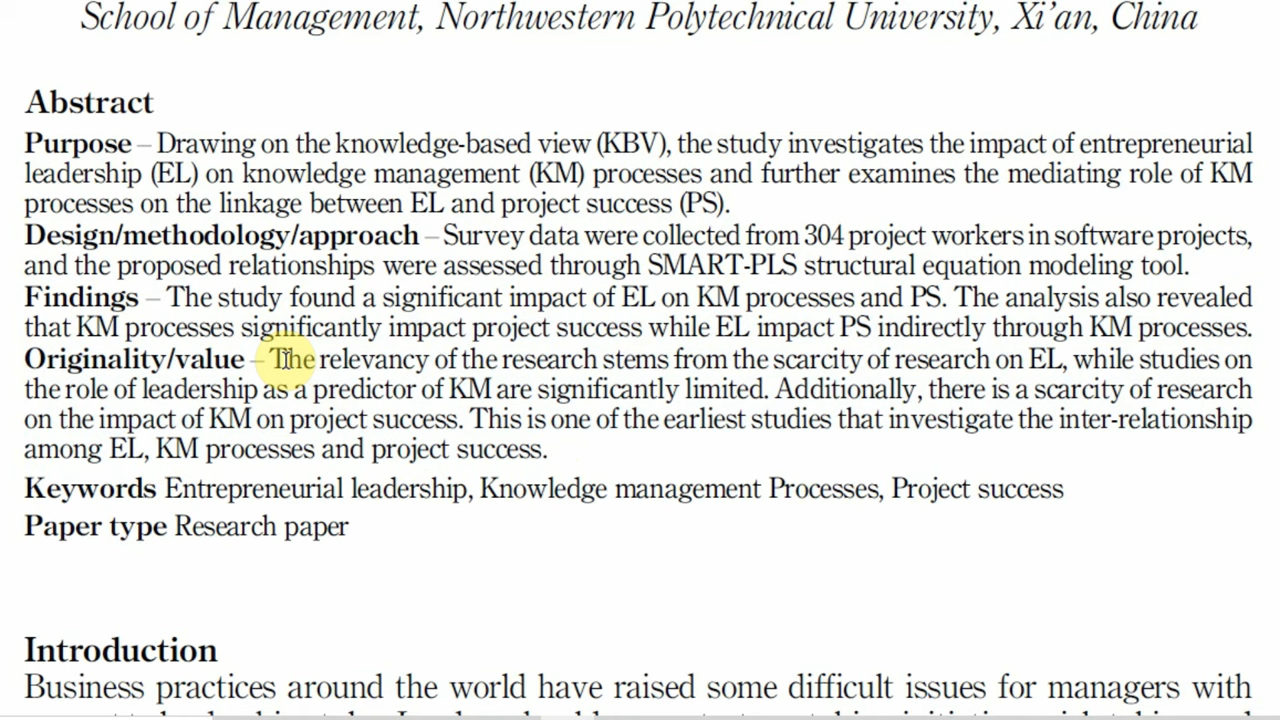 School of Management, Northwestern Polytechnical University, Xi'an, China
Abstract
Purpose – Drawing on the knowledge-based view (KBV), the study investigates the impact of entrepreneurial
leadership (EL) on knowledge management (KM) processes and further examines the mediating role of KM
processes on the linkage between EL and project success (PS).
Design/methodology/approach – Survey data were collected from 304 project workers in software projects,
and the proposed relationships were assessed through SMART-PLS structural equation modeling tool.
Findings – The study found a significant impact of EL on KM processes and PS. The analysis also revealed
that KM processes significantly impact project success while EL impact PS indirectly through KM processes.
Originality/value – The relevancy of the research stems from the scarcity of research on EL, while studies on
the role of leadership as a predictor of KM are significantly limited. Additionally, there is a scarcity of research
on the impact of KM on project success. This is one of the earliest studies that investigate the inter-relationship
among EL, KM processes and project success.
Keywords Entrepreneurial leadership, Knowledge management Processes, Project success
Paper type Research paper
Introduction
Business practices around the world have raised some difficult issues for managers with